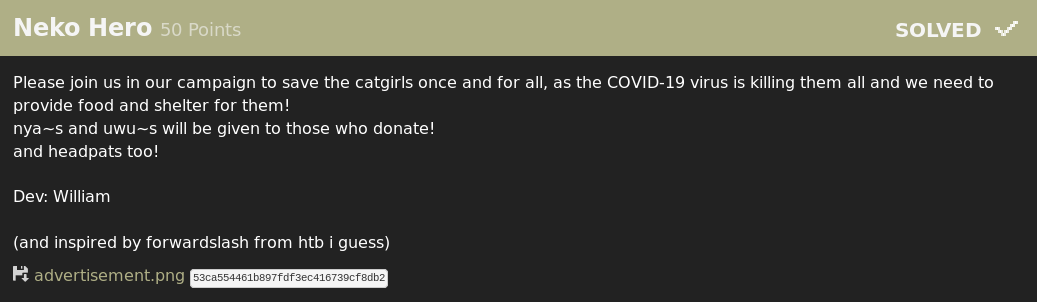 Neko Hero 50 Points SOLVED
Please join us in our campaign to save the catgirls once and for all, as the COVID-19 virus is killing them all and we need to
provide food and shelter for them!
nya~s and uwu~s will be given to those who donate!
and headpats too!
Dev: William
(and inspired by forwardslash from htb i guess)
advertisement.png 53ca554461b897fdf3ec416739cf8db2